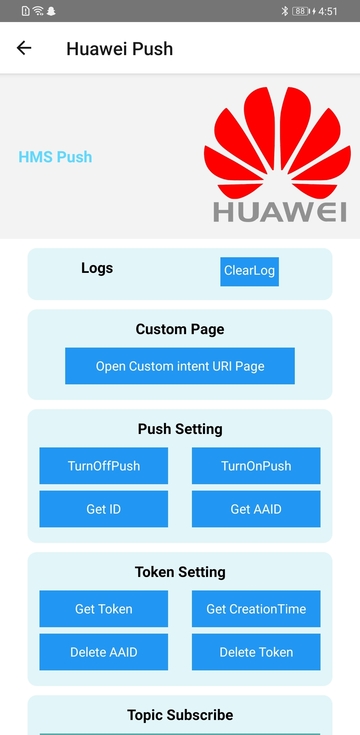 88 4:51
Huawei Push
HMS Push
HUAWEI
Logs
ClearLog
Custom Page
Open Custom intent URI Page
Push Setting
TurnOffPush TurnOnPush
Get ID Get AAID
Token Setting
Get Token Get CreationTime
Delete AAID Delete Token
Topic Subscribe